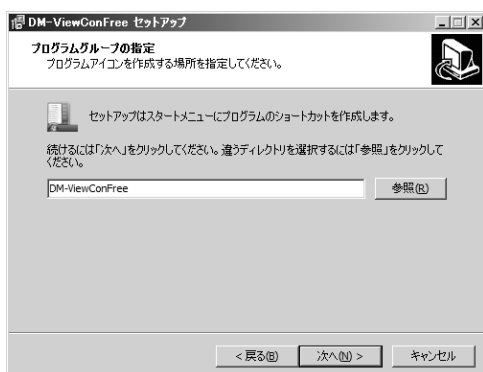 DM-ViewConFree セットアップ
プログラムグループの指定
プログラムアイコンを作成する場所を指定してください。
セットアップはスタートメニューにプログラムのショートカットを作成します。
続けるには「次へ」をクリックしてください。違うディレクトリを選択するには「参照」をクリックして
ください。
DM-ViewConFree
参照(R)
< 戻る(B)
次へ(N) >
キャンセル